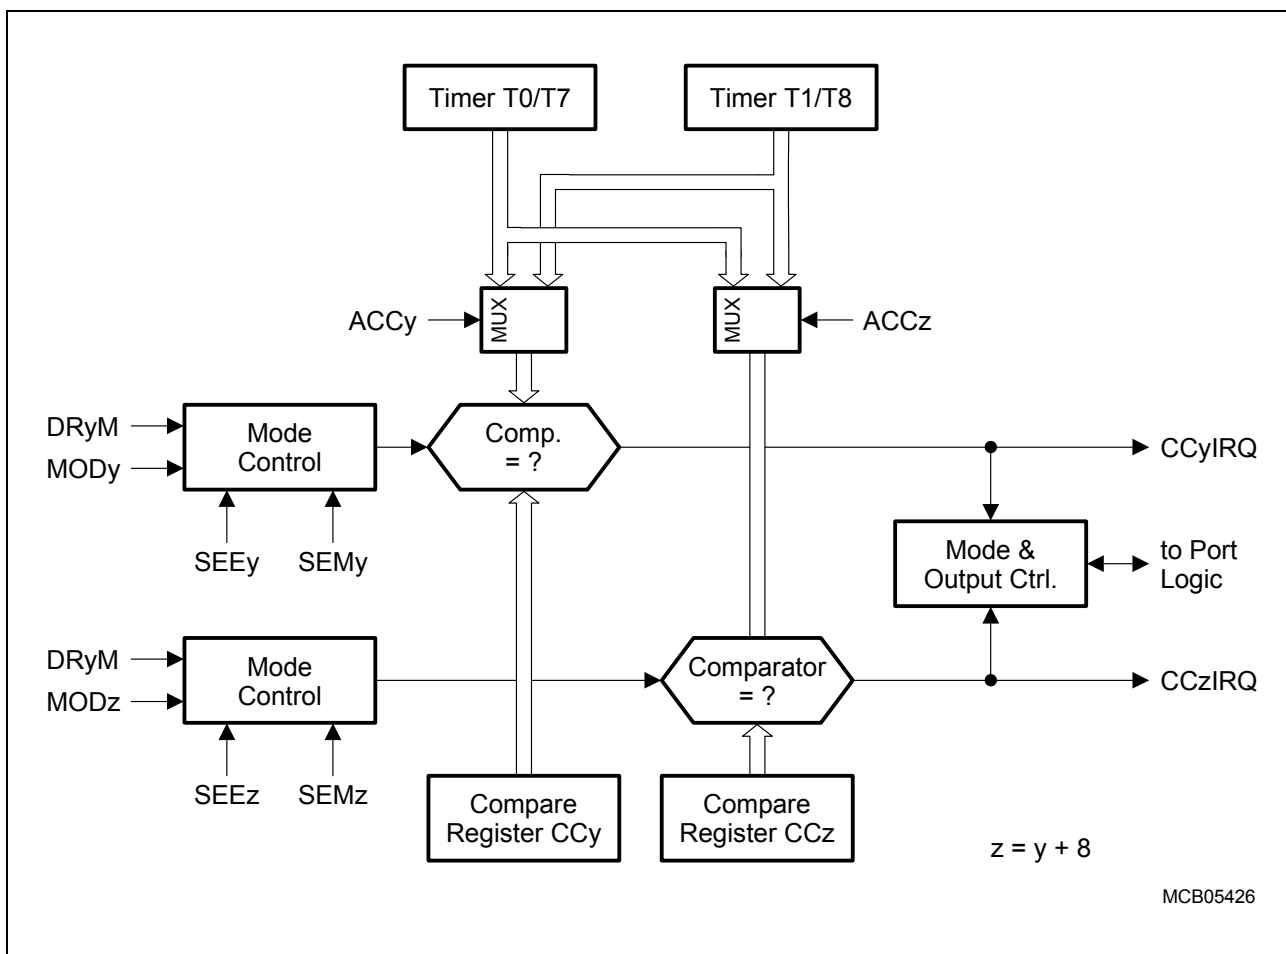 Timer T0/T7
Timer T1/T8
ACCy
MUX
MUX
ACCz
DRyM
MODy
Mode
Control
Comp.
= ?
CCyIRQ
SEEy
SEMy
Mode &
Output Ctrl.
to Port
Logic
DRyM
MODz
Mode
Control
Comparator
= ?
CCzIRQ
SEEz
SEMz
Compare
Register CCy
Compare
Register CCz
z = y + 8
MCB05426